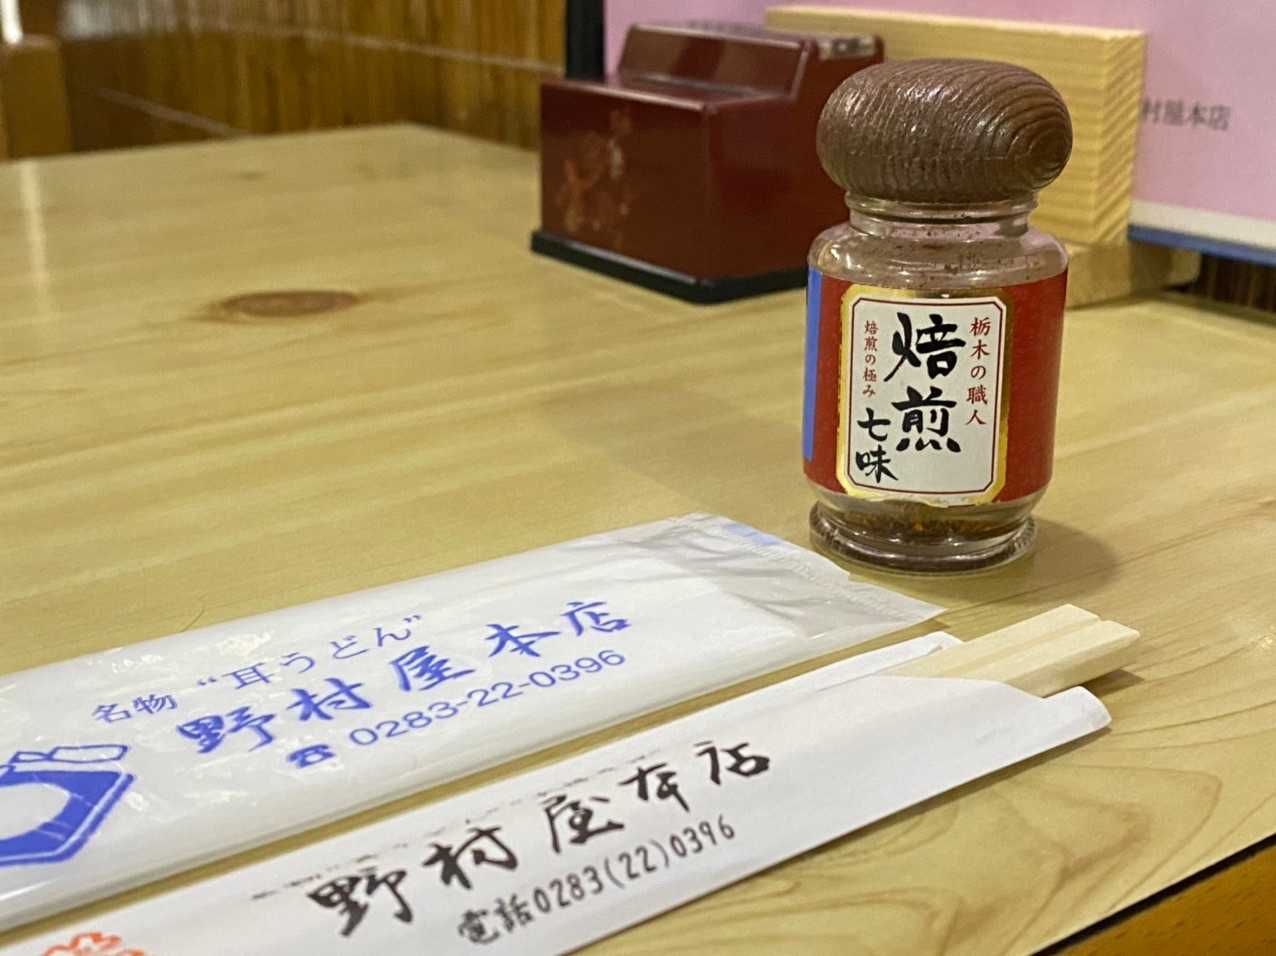 村屋本店
栃木の職人
焙煎
七味
焙煎の極み
名物“耳うどん”
野村屋本店
☎0283-22-0396
野村屋本店
電話0283(22)0396